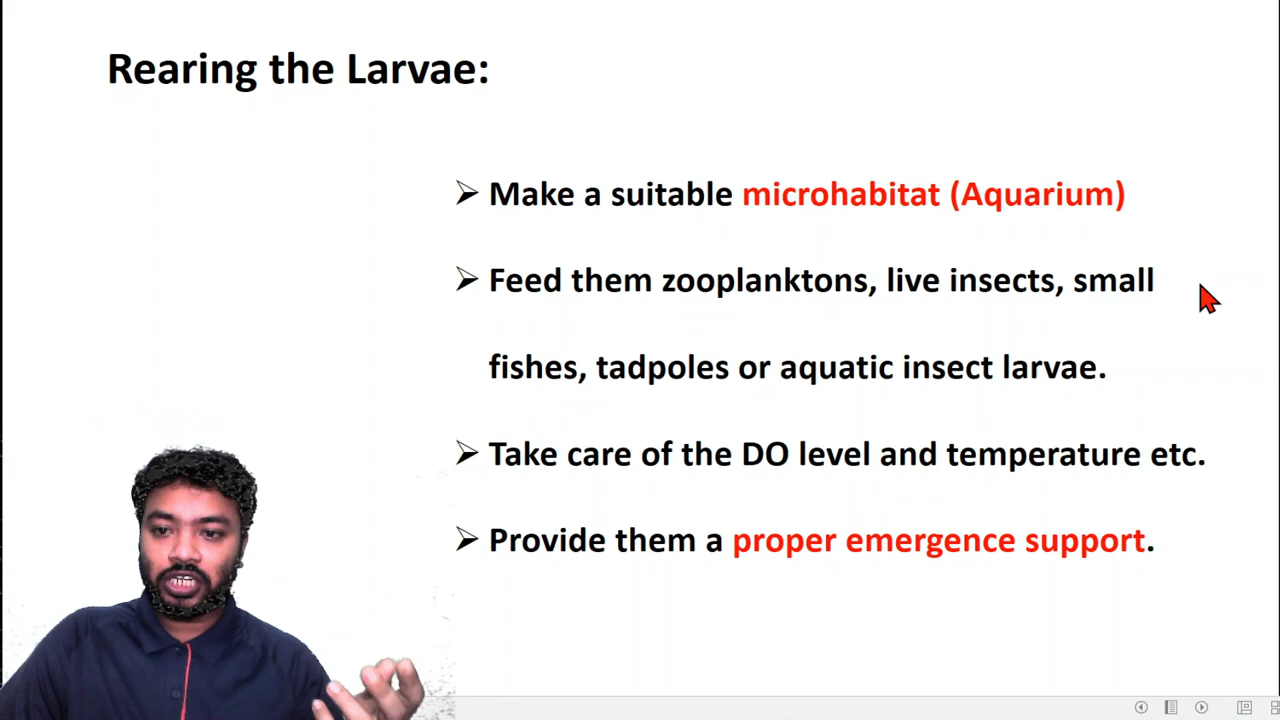 Rearing the Larvae:
➢ Make a suitable microhabitat (Aquarium)
➢ Feed them zooplanktons, live insects, small
fishes, tadpoles or aquatic insect larvae.
➢ Take care of the DO level and temperature etc.
➢ Provide them a proper emergence support.